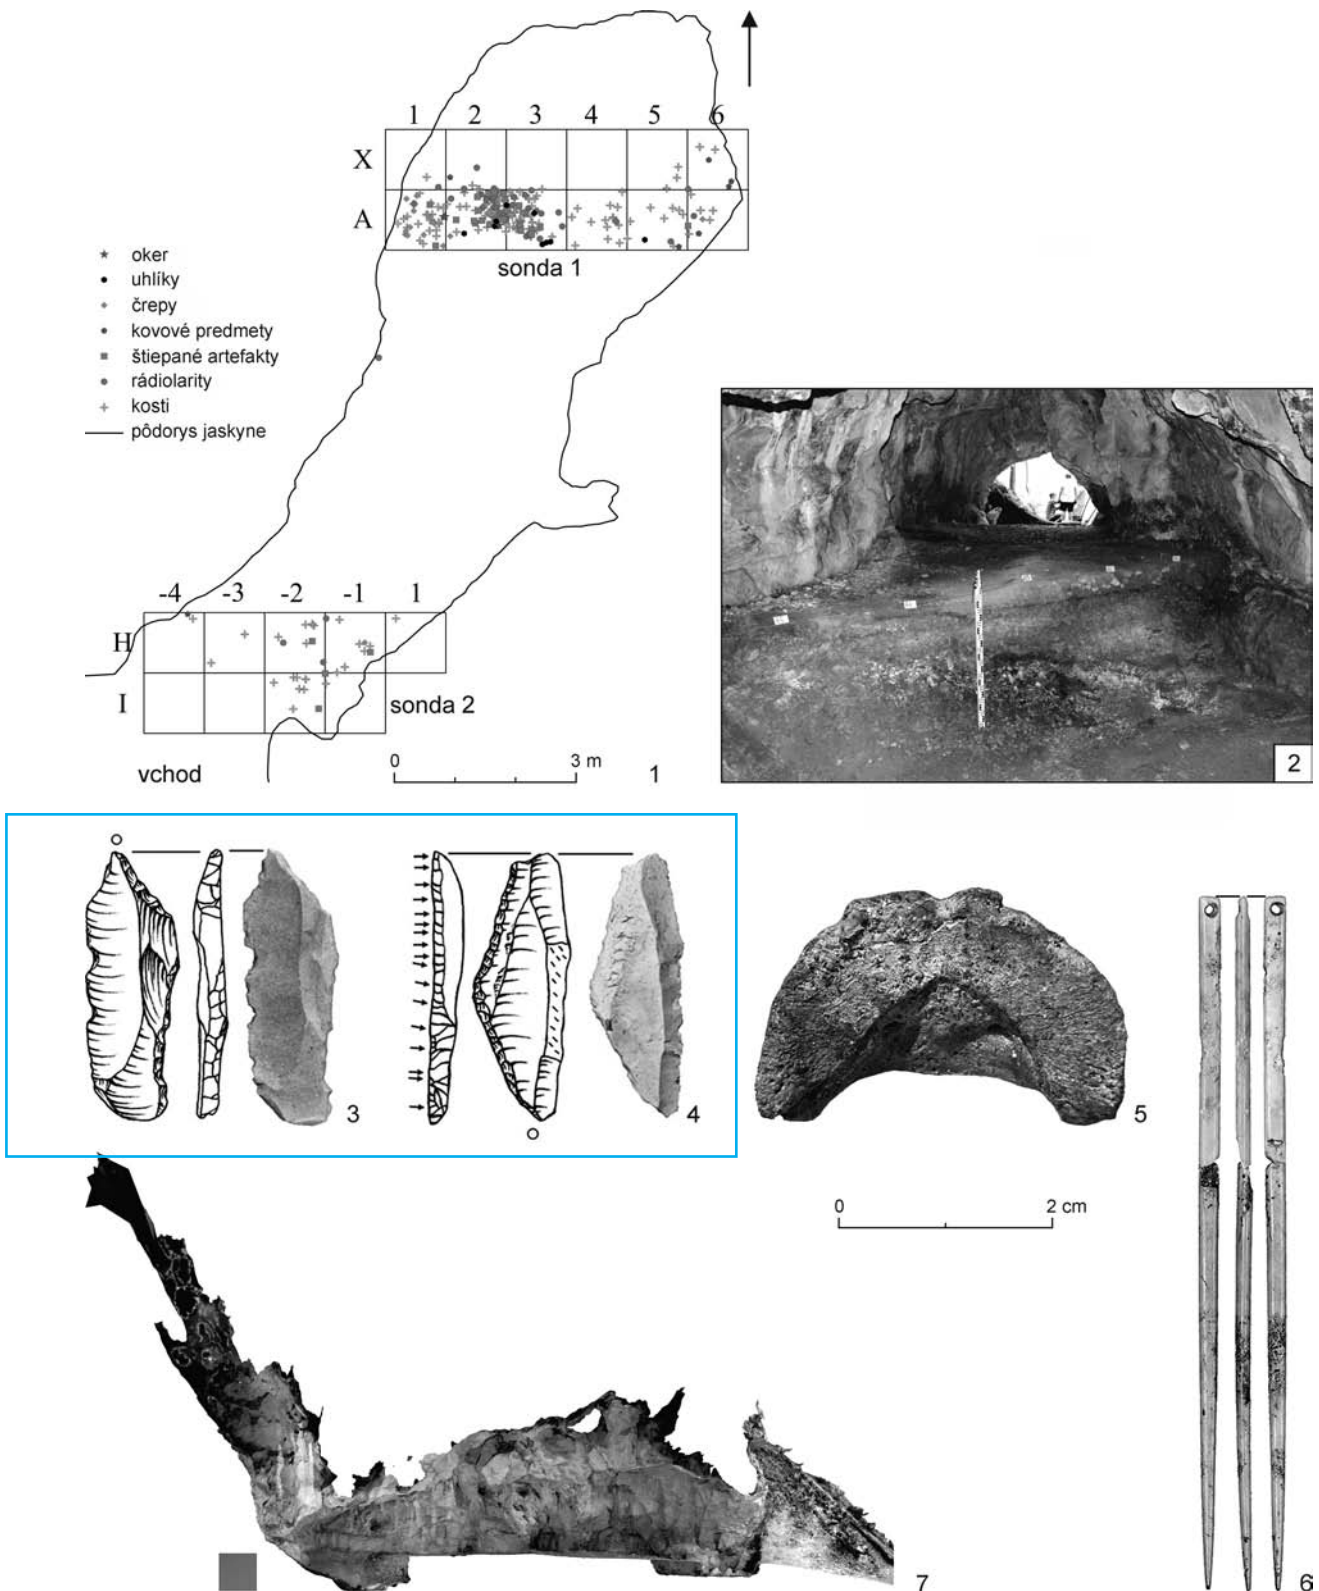 1 2 3 4 5 6
X
A
sonda 1
oker
uhlíky
črepy
kovové predmety
štiepané artefakty
rádiolarity
kosti
pôdorys jaskyne
-4 -3 -2 -1 1
H
I
sonda 2
vchod
0 3 m
1
2
3
4
5
0 2 cm
6
7